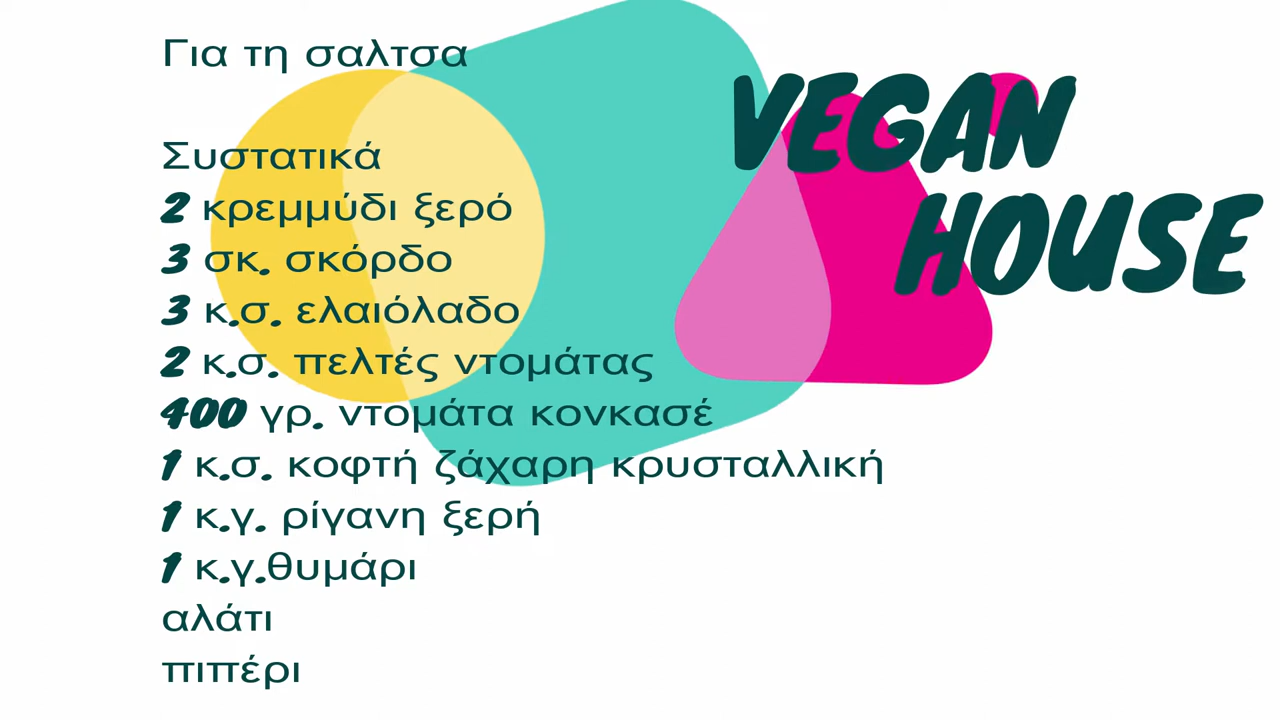 Για τη σαλτσα
Συστατικά
2 κρεμμύδι ξερό
3 σκ. σκόρδο
3 κ.σ. ελαιόλαδο
2 κ.σ. πελτές ντομάτας
400 γρ. ντομάτα κονκασέ
1 κ.σ. κοφτή ζάχαρη κρυσταλλική
1 κ.γ. ρίγανη ξερή
1 κ.γ.θυμάρι
αλάτι
πιπέρι
VEGAN
HOUSE